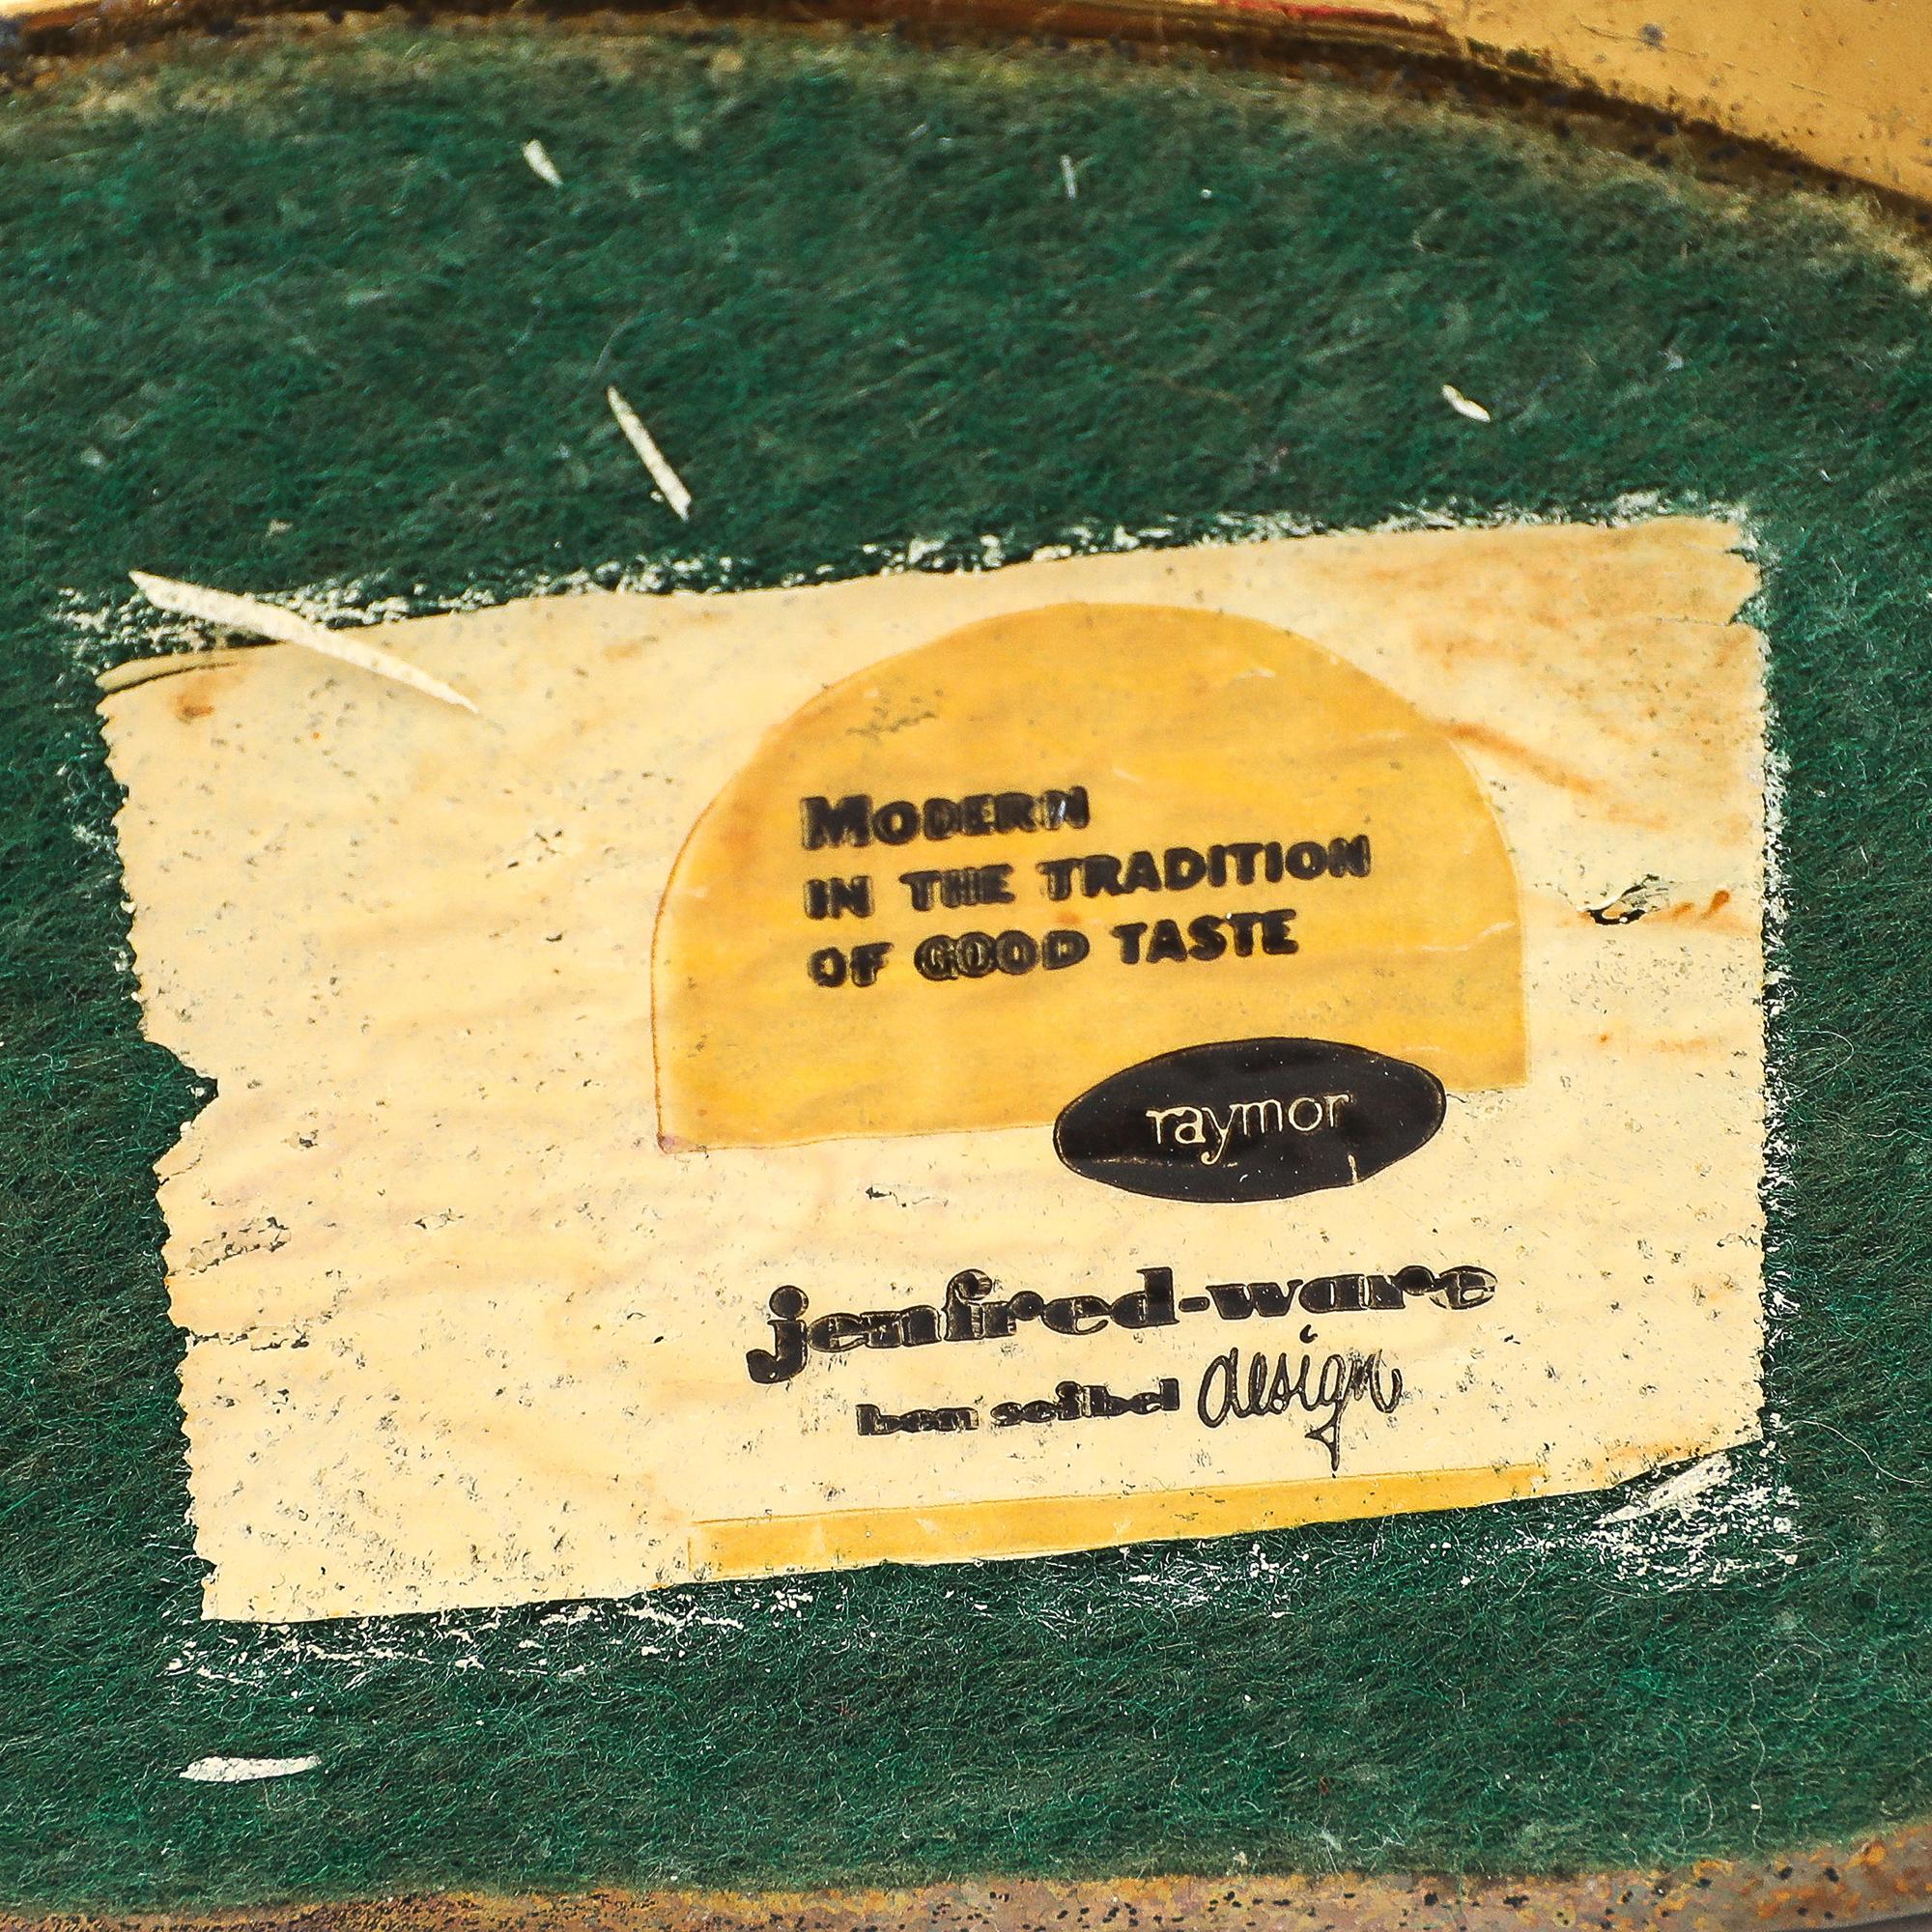 MODERN
IN THE TRADITION
OF GOOD TASTE
raymor
jenfred-ware
ben seibel design